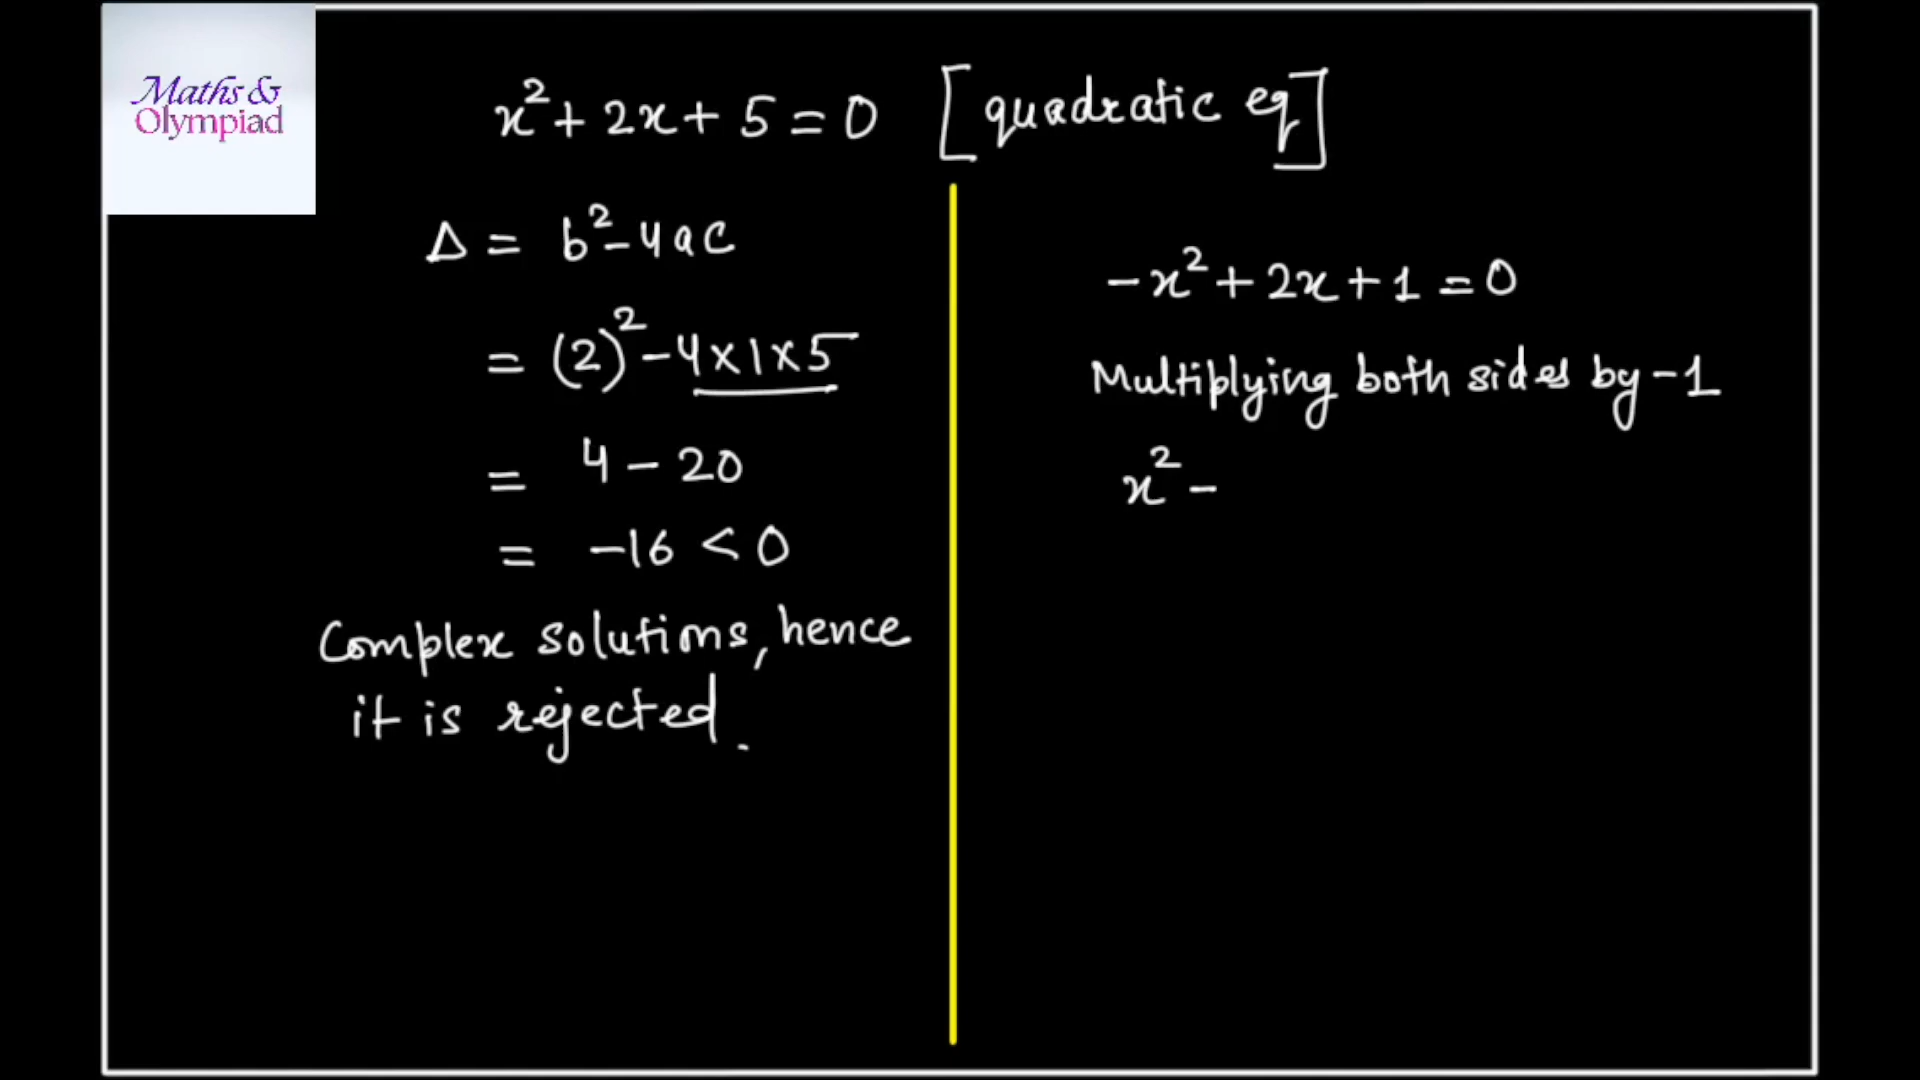 Maths &
Olympiad
x² + 2x + 5 = 0 [quadratic eq]
Δ = b² - 4ac
= (2)² - 4×1×5
= 4 - 20
= -16 < 0
Complex solutions, hence
it is rejected.
-x² + 2x + 1 = 0
Multiplying both sides by -1
x² -